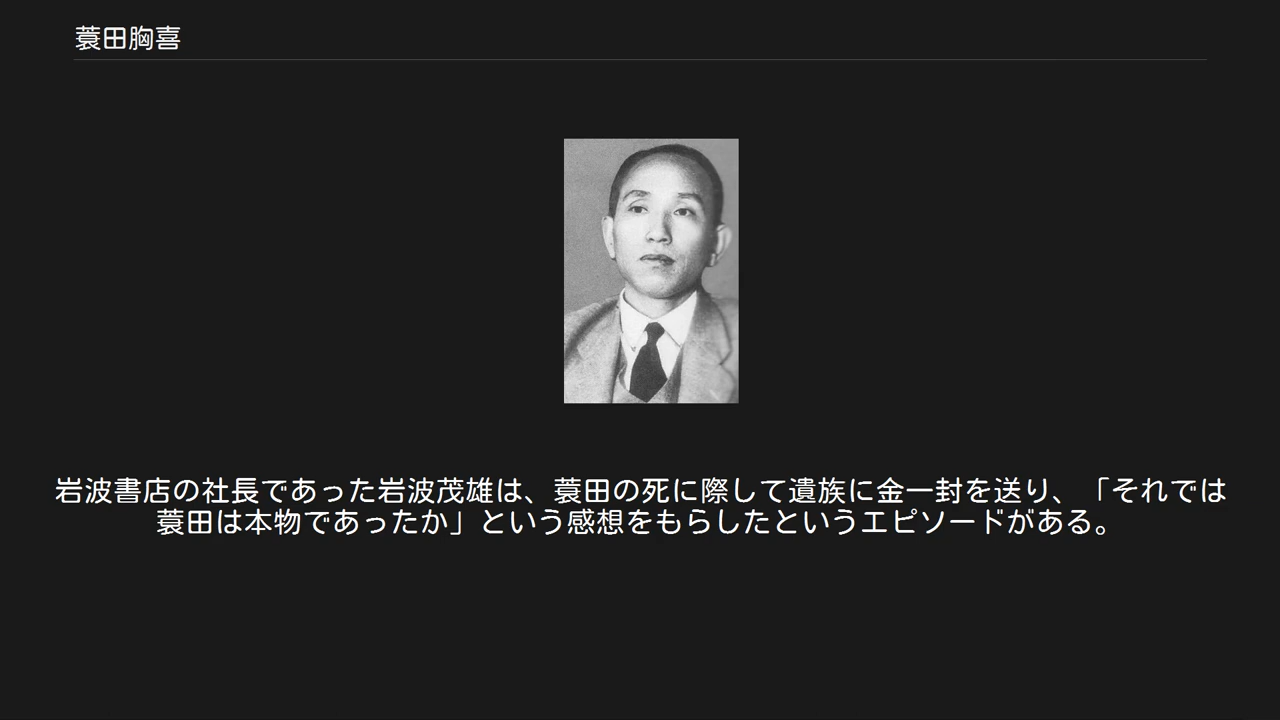 蓑田胸喜
岩波書店の社長であった岩波茂雄は、蓑田の死に際して遺族に金一封を送り、「それでは
蓑田は本物であったか」という感想をもらしたというエピソードがある。